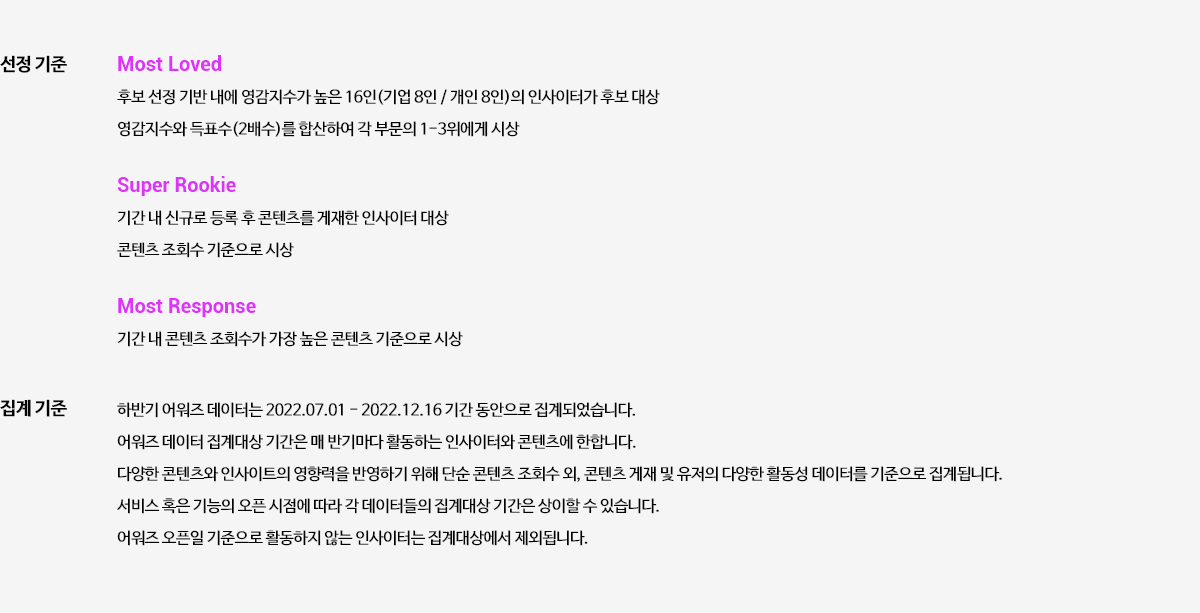 선정 기준
Most Loved
후보 선정 기반 내에 영감지수가 높은 16인(기업 8인 / 개인 8인)의 인사이터가 후보 대상
영감지수와 득표수(2배수)를 합산하여 각 부문의 1-3위에게 시상
Super Rookie
기간 내 신규로 등록 후 콘텐츠를 게재한 인사이터 대상
콘텐츠 조회수 기준으로 시상
Most Response
기간 내 콘텐츠 조회수가 가장 높은 콘텐츠 기준으로 시상
집계 기준
하반기 어워즈 데이터는 2022.07.01 - 2022.12.16 기간 동안으로 집계되었습니다.
어워즈 데이터 집계대상 기간은 매 반기마다 활동하는 인사이터와 콘텐츠에 한합니다.
다양한 콘텐츠와 인사이트의 영향력을 반영하기 위해 단순 콘텐츠 조회수 외, 콘텐츠 게재 및 유저의 다양한 활동성 데이터를 기준으로 집계됩니다.
서비스 혹은 기능의 오픈 시점에 따라 각 데이터들의 집계대상 기간은 상이할 수 있습니다.
어워즈 오픈일 기준으로 활동하지 않는 인사이터는 집계대상에서 제외됩니다.